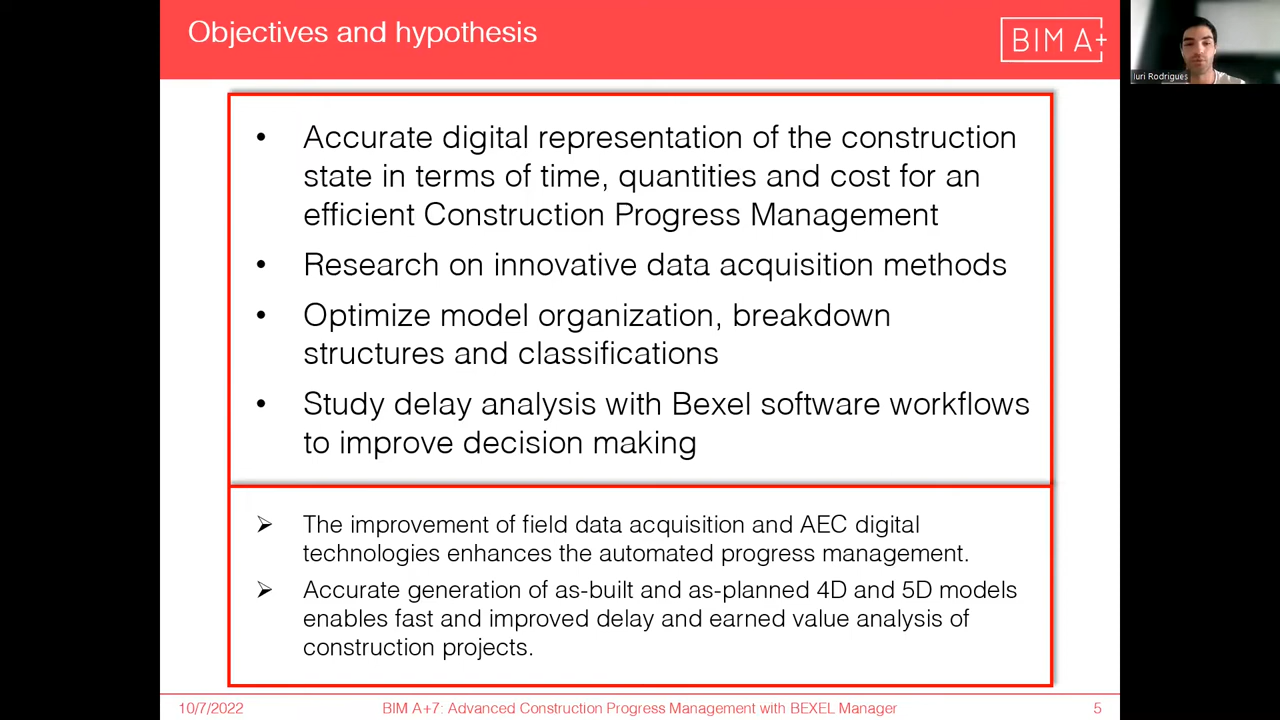 Objectives and hypothesis
BIM A+
Iuri Rodrigues
• Accurate digital representation of the construction
state in terms of time, quantities and cost for an
efficient Construction Progress Management
• Research on innovative data acquisition methods
• Optimize model organization, breakdown
structures and classifications
• Study delay analysis with Bexel software workflows
to improve decision making
➢ The improvement of field data acquisition and AEC digital
technologies enhances the automated progress management.
➢ Accurate generation of as-built and as-planned 4D and 5D models
enables fast and improved delay and earned value analysis of
construction projects.
10/7/2022
BIM A+7: Advanced Construction Progress Management with BEXEL Manager
5